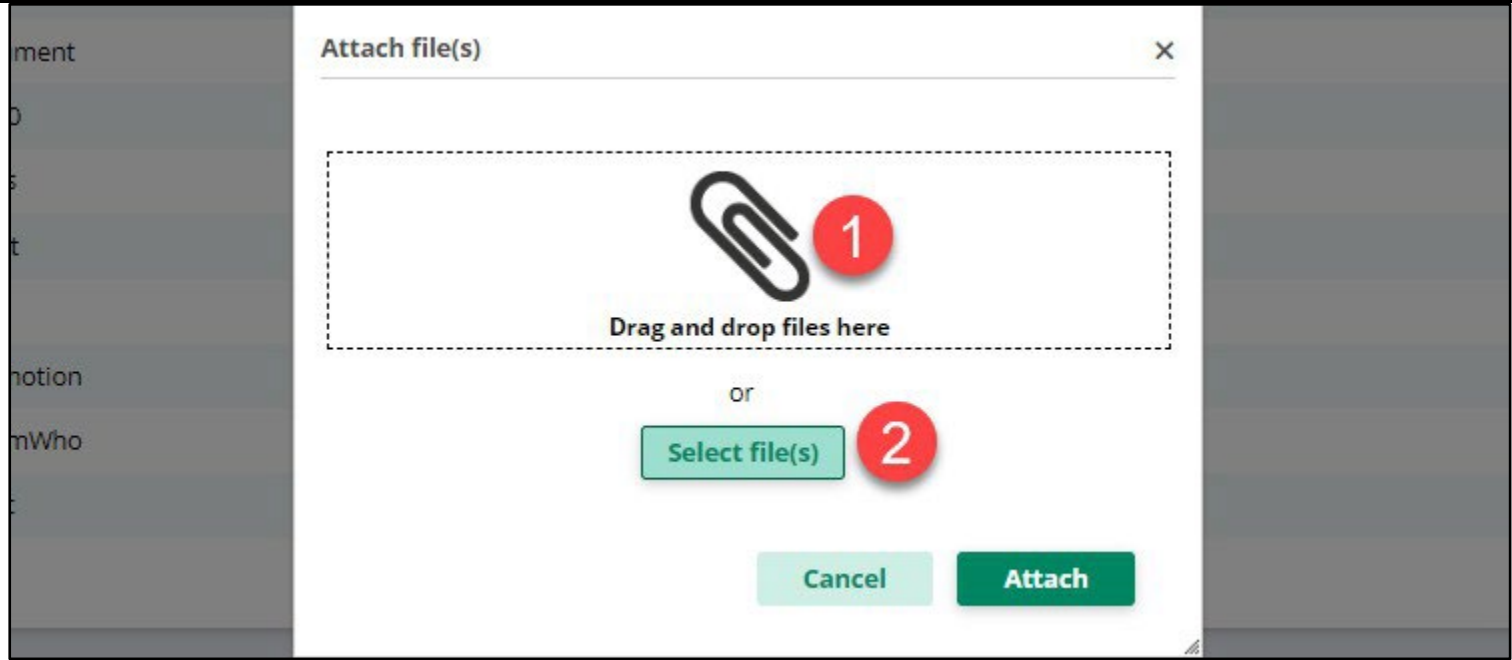 Attach file(s)
×
1
Drag and drop files here
or
Select file(s)
2
Cancel
Attach
ment
0
s
t
notion
mWho